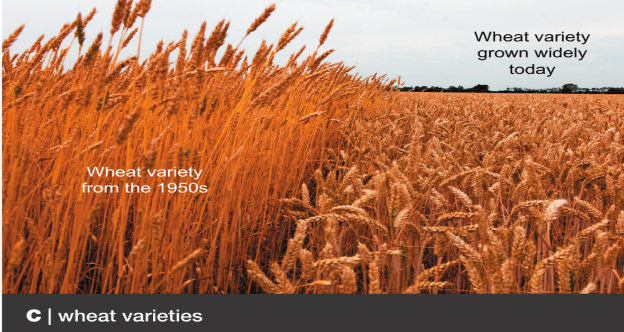 Wheat variety
grown widely
today
Wheat variety
from the 1950s
C | wheat varieties